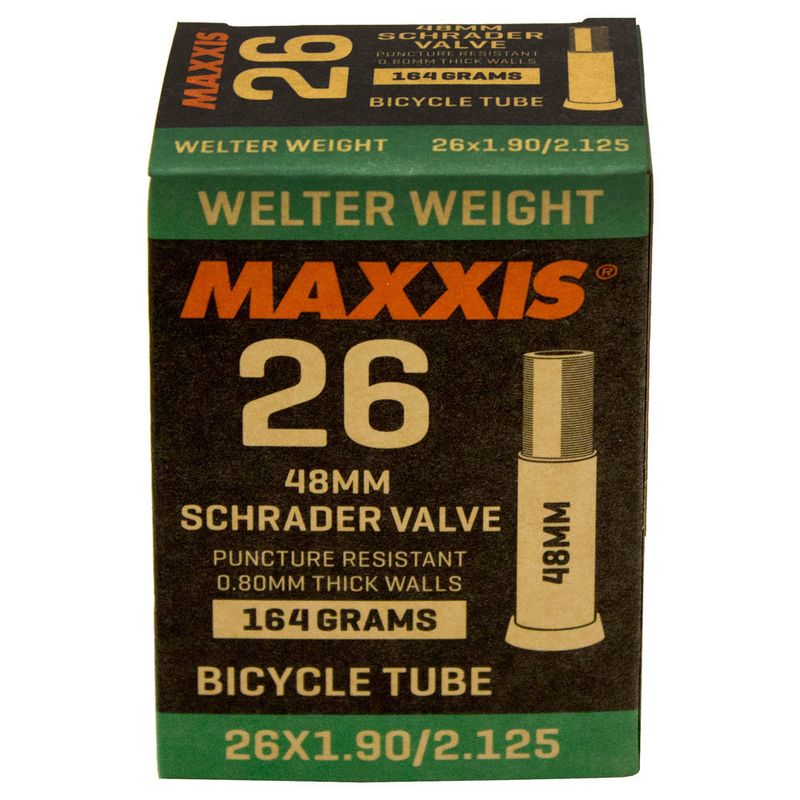 MAXXIS
26
48MM
SCHRADER
VALVE
PUNCTURE RESISTANT
0.80MM THICK WALLS
164 GRAMS
BICYCLE TUBE
WELTER WEIGHT 26x1.90/2.125
WELTER WEIGHT
MAXXIS®
26
48MM
SCHRADER VALVE
PUNCTURE RESISTANT
0.80MM THICK WALLS
164 GRAMS
48MM
BICYCLE TUBE
26X1.90/2.125